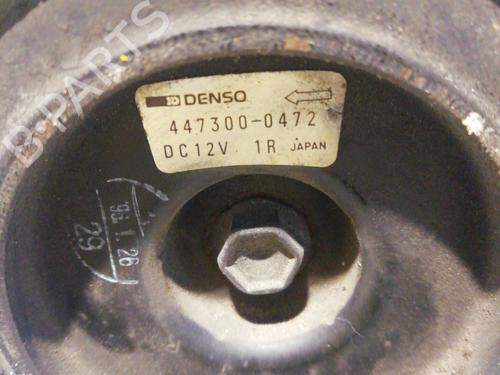 B-PARTS
DENSO
447300-0472
DC12V 1R JAPAN
'96.1.26
29